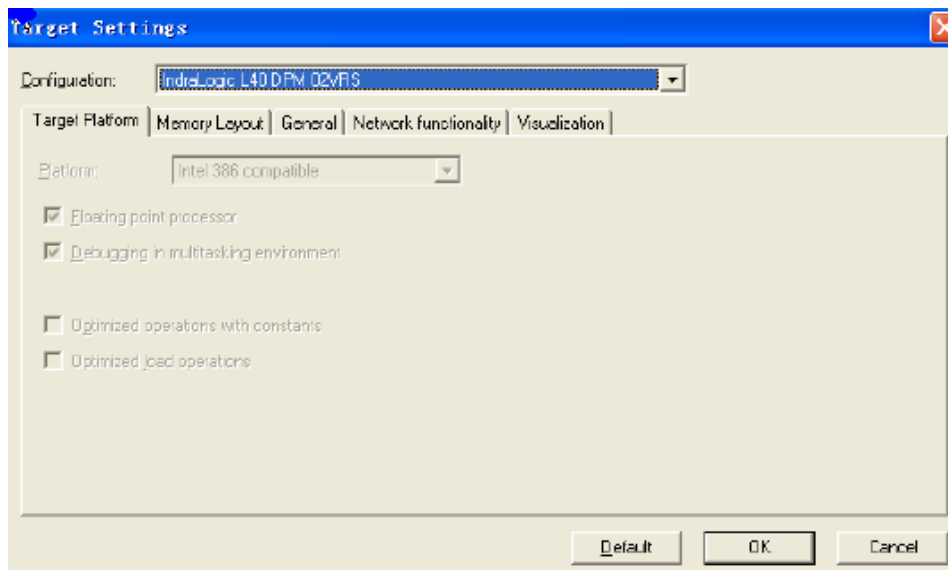 Target Settings
Configuration: IndraLogic L40 DPM 02VRS
Target Platform Memory Layout General Network functionality Visualization
Platform: Intel 386 compatible
Floating point processor
Debugging in multitasking environment
Optimized operations with constants
Optimized load operations
Default OK Cancel